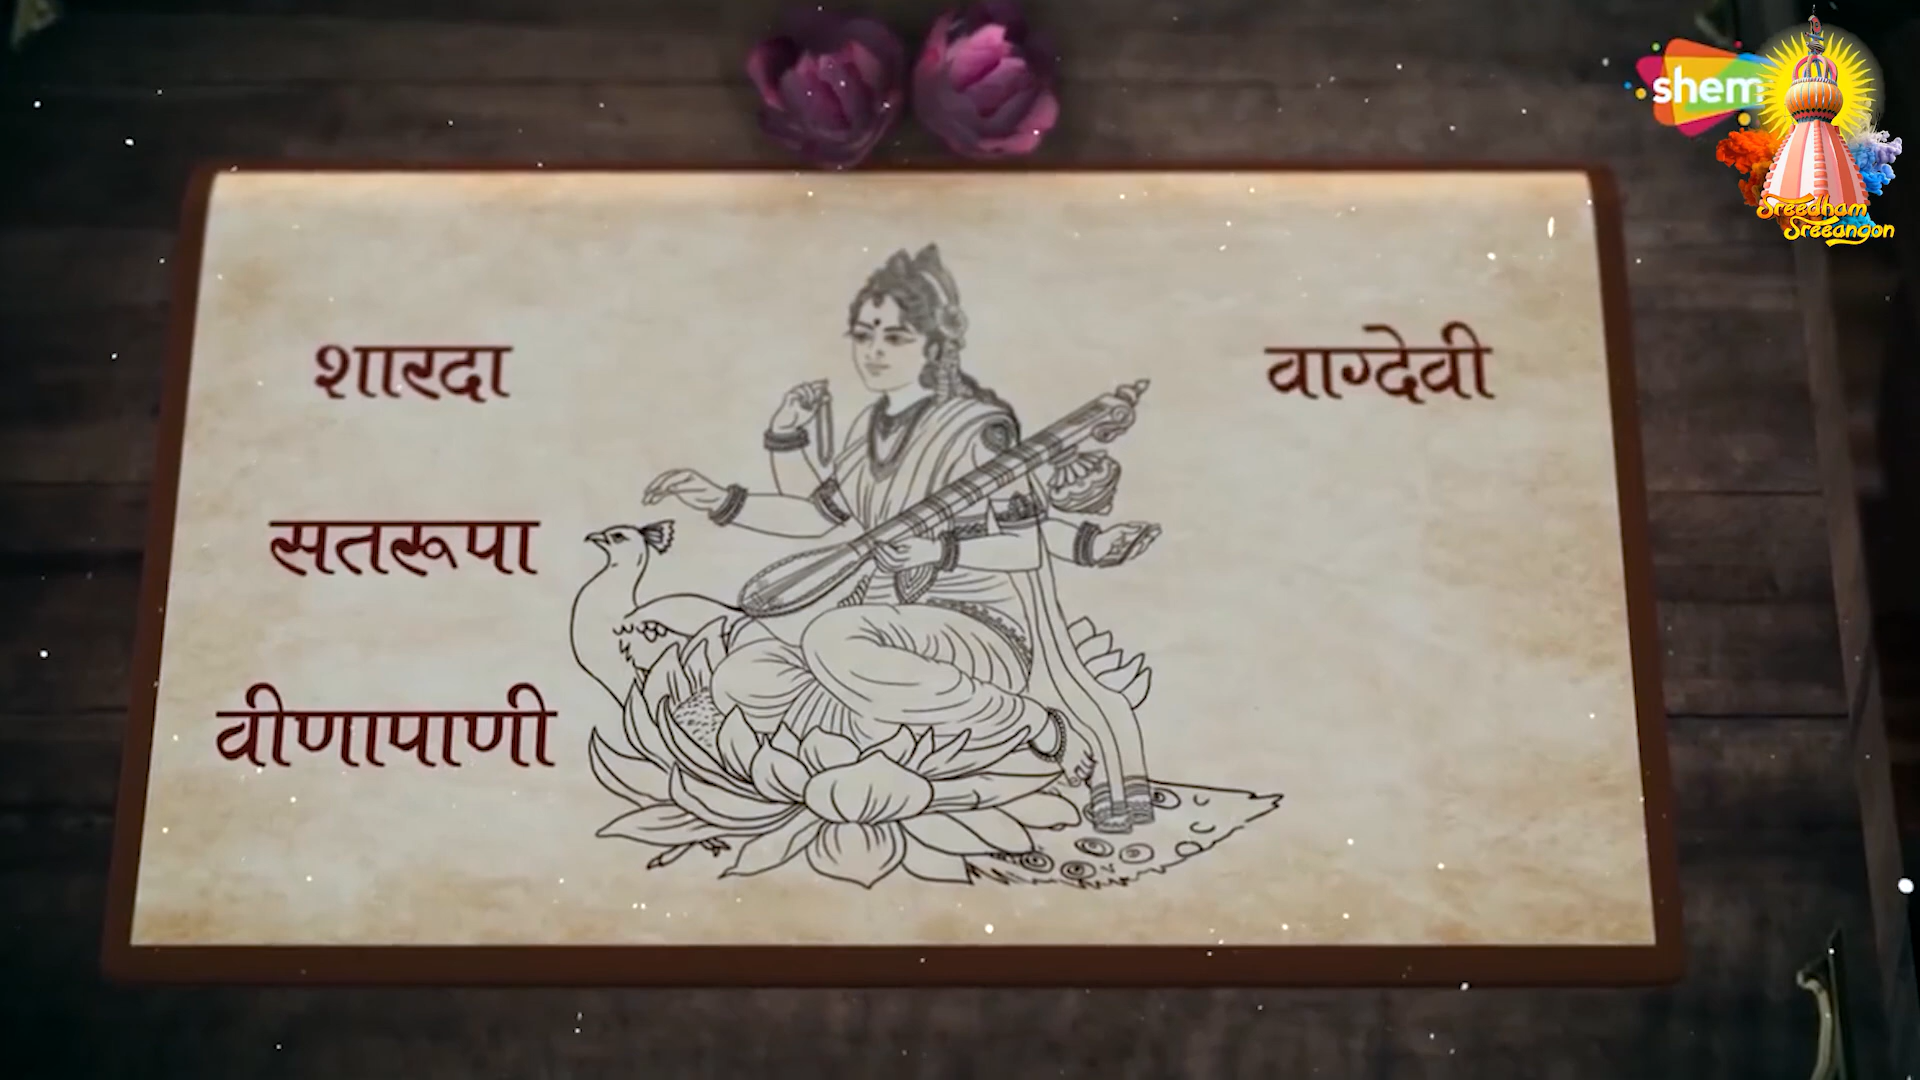 शारदा
वाग्देवी
सतरूपा
वीणापाणी
shem
Sreedham
Sreeangon